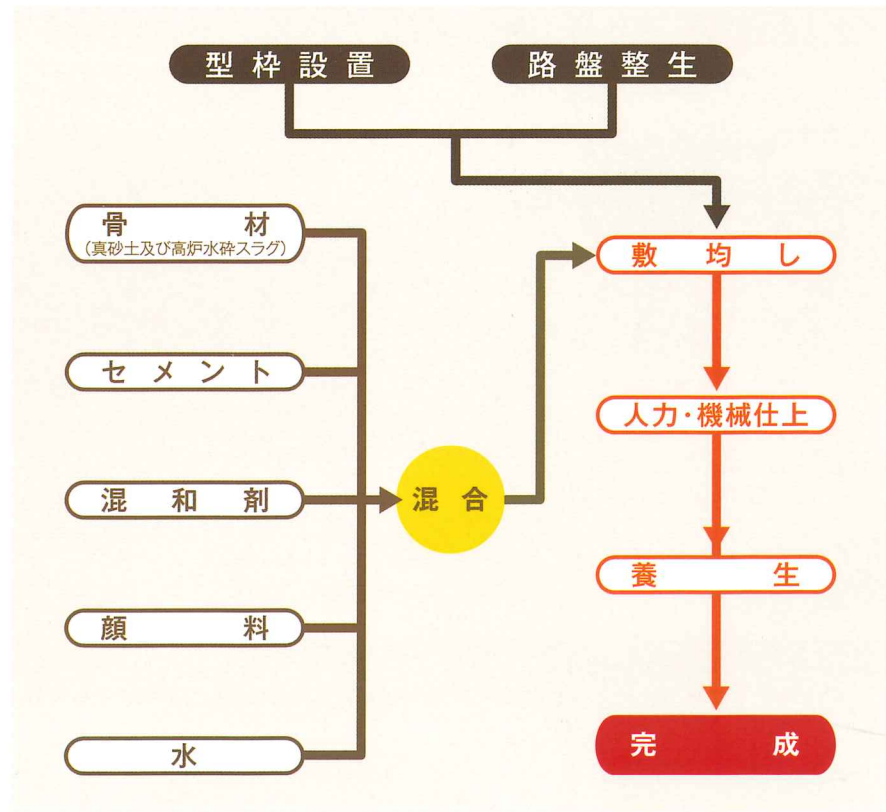 型枠設置
路盤整生
骨材
(真砂土及び高炉水砕スラグ)
敷均し
セメント
人力・機械仕上
混和剤
混合
養生
顔料
水
完成